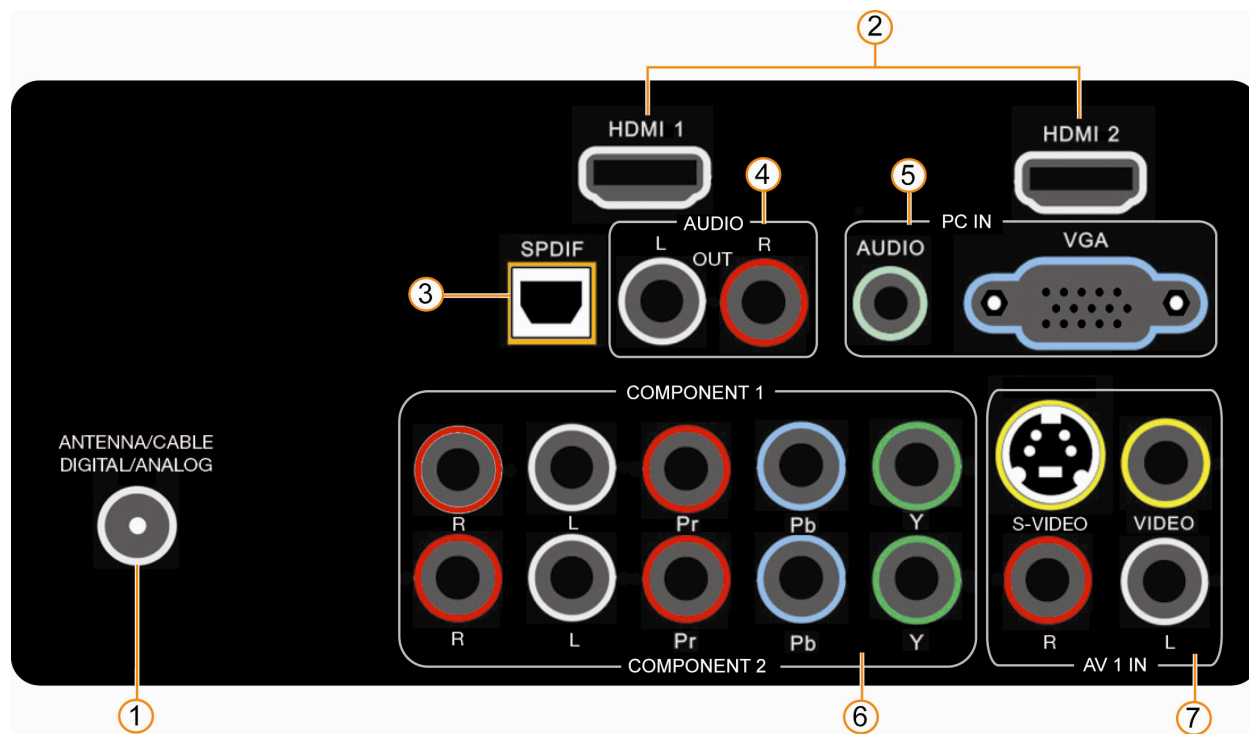 2
HDMI 1
HDMI 2
4
5
AUDIO
L
OUT
R
PC IN
AUDIO
VGA
SPDIF
3
COMPONENT 1
ANTENNA/CABLE
DIGITAL/ANALOG
R
L
Pr
Pb
Y
S-VIDEO
VIDEO
R
L
Pr
Pb
Y
COMPONENT 2
R
L
AV 1 IN
1
6
7